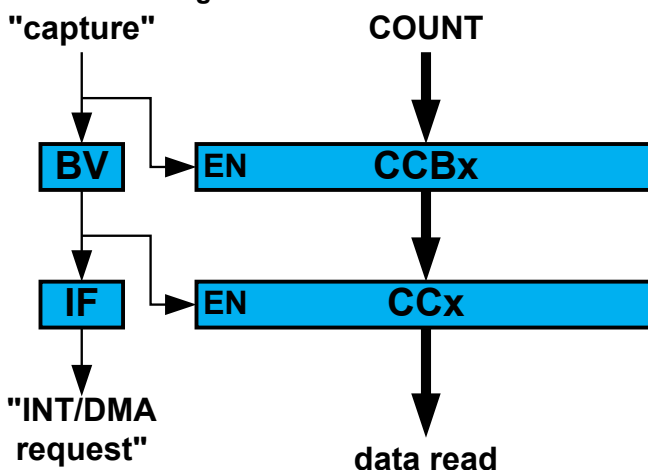 "capture"
COUNT
BV
EN
CCBx
IF
EN
CCx
"INT/DMA
request"
data read